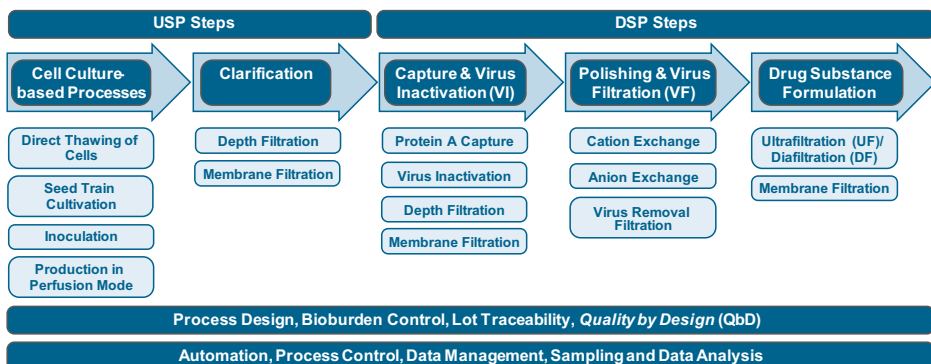 USP Steps
DSP Steps
Cell Culture-
based Processes
Clarification
Capture & Virus
Inactivation (VI)
Polishing & Virus
Filtration (VF)
Drug Substance
Formulation
Direct Thawing of
Cells
Seed Train
Cultivation
Inoculation
Production in
Perfusion Mode
Depth Filtration
Membrane Filtration
Protein A Capture
Virus Inactivation
Depth Filtration
Membrane Filtration
Cation Exchange
Anion Exchange
Virus Removal
Filtration
Ultrafiltration (UF)/
Diafiltration (DF)
Membrane Filtration
Process Design, Bioburden Control, Lot Traceability, Quality by Design (QbD)
Automation, Process Control, Data Management, Sampling and Data Analysis